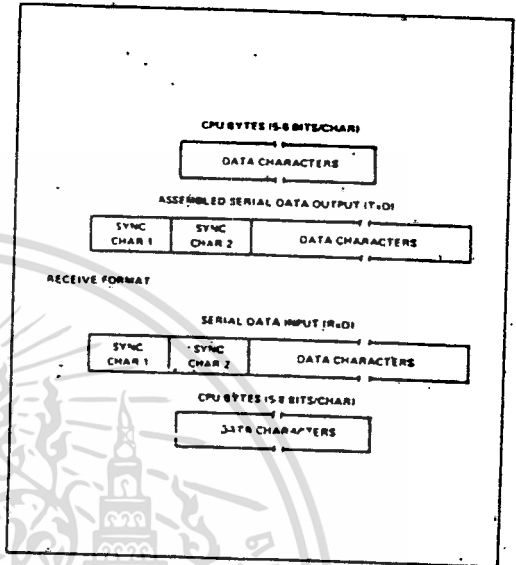 CPU BYTES (5-8 BITS/CHAR)
DATA CHARACTERS
ASSEMBLED SERIAL DATA OUTPUT (TxD)
SYNC CHAR 1
SYNC CHAR 2
DATA CHARACTERS
RECEIVE FORMAT
SERIAL DATA INPUT (RxD)
SYNC CHAR 1
SYNC CHAR 2
DATA CHARACTERS
CPU BYTES (5-8 BITS/CHAR)
DATA CHARACTERS